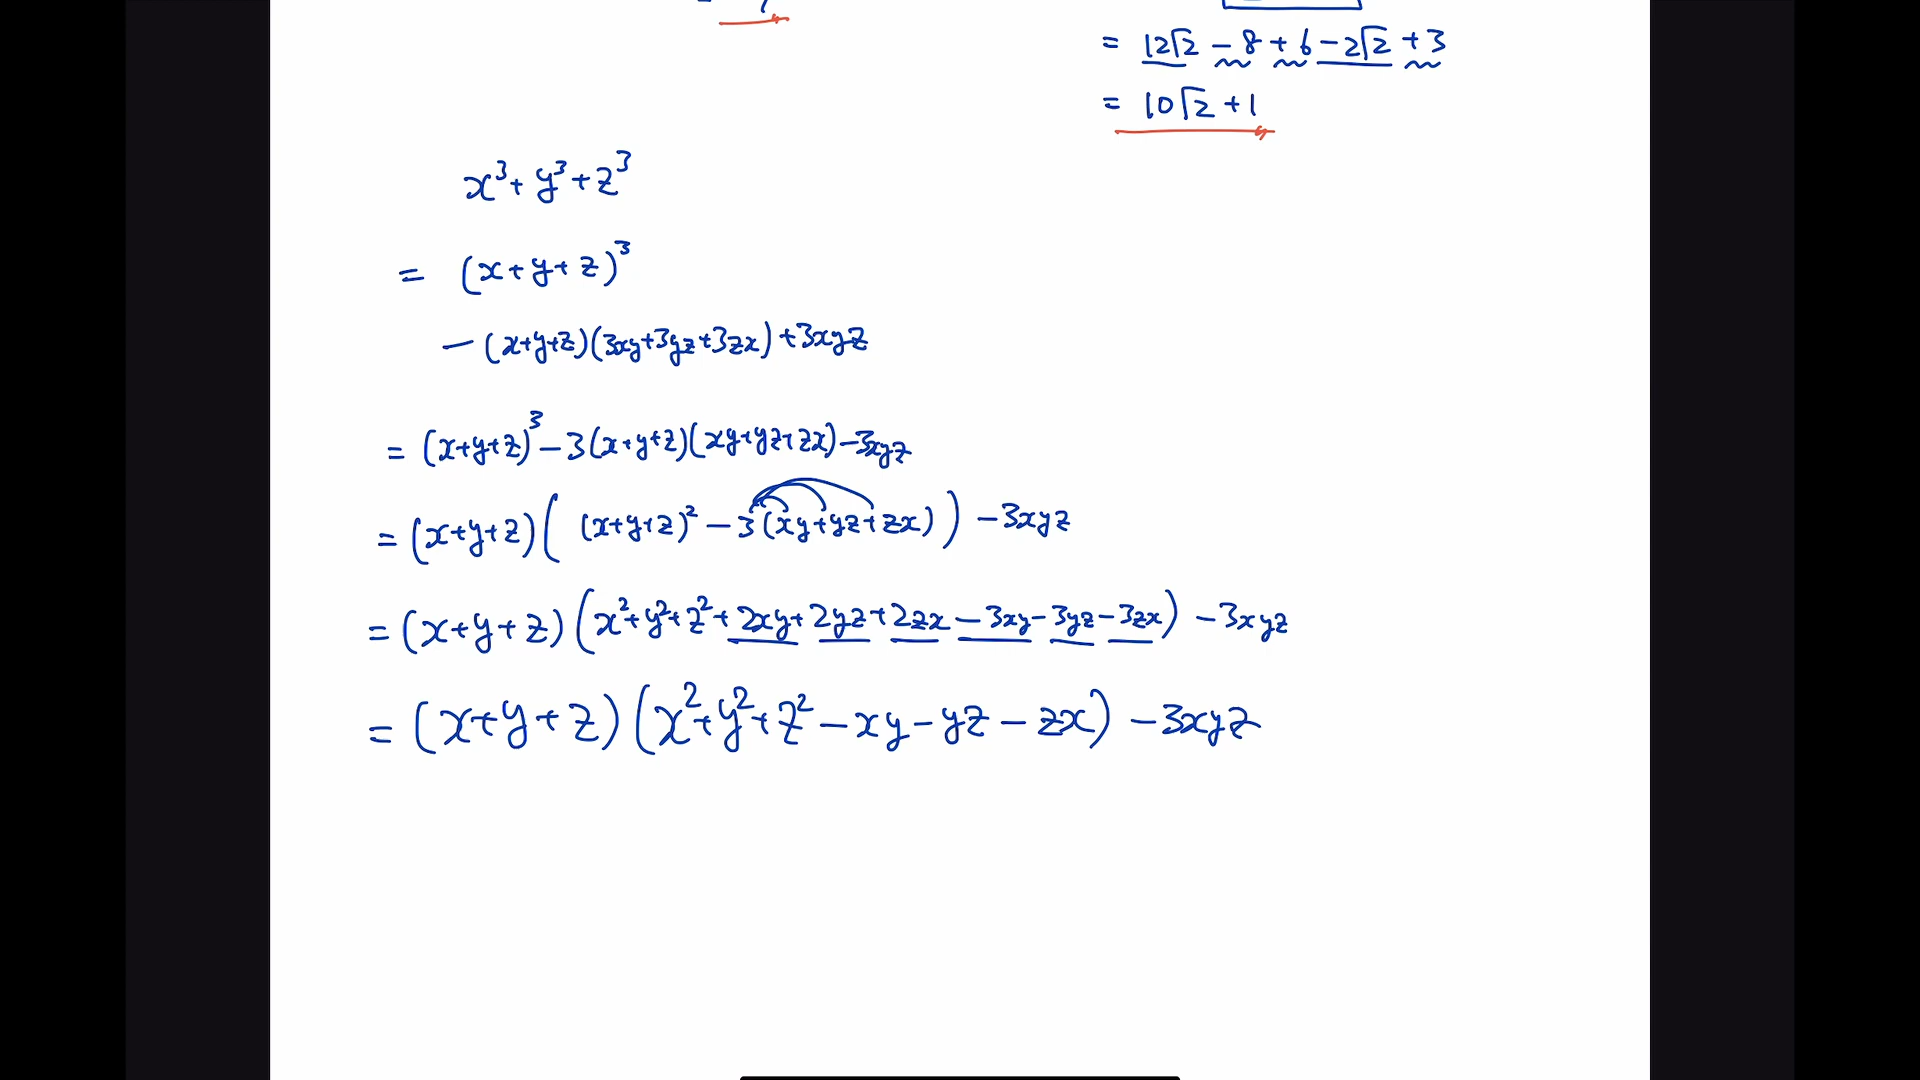 = 12√2 − 8 + 6 − 2√2 + 3
= 10√2 + 1
x³ + y³ + z³
= (x+y+z)³
− (x+y+z)(3xy+3yz+3zx) + 3xyz
= (x+y+z)³ − 3(x+y+z)(xy+yz+zx) − 3xyz
= (x+y+z)( (x+y+z)² − 3(xy+yz+zx) ) − 3xyz
= (x+y+z)(x²+y²+z²+2xy+2yz+2zx−3xy−3yz−3zx) − 3xyz
= (x+y+z)(x²+y²+z²−xy−yz−zx) − 3xyz